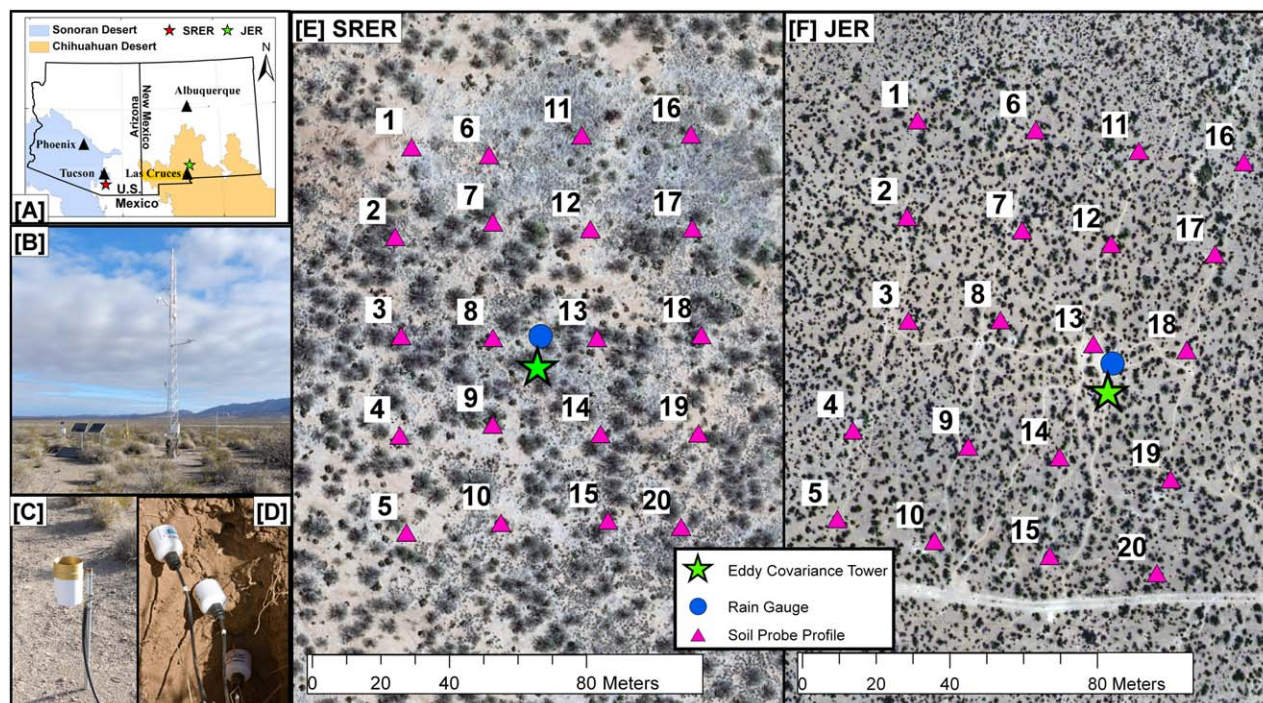 Sonoran Desert
SRER
JER
Chihuahuan Desert
N
Albuquerque
Arizona
New Mexico
Phoenix
Tucson
Las Cruces
U.S.
Mexico
[A]
[B]
[C]
[D]
[E] SRER
1
6
11
16
2
7
12
17
3
8
13
18
4
9
14
19
5
10
15
20
0
20
40
80 Meters
[F] JER
1
6
11
16
2
7
12
17
3
8
13
18
4
9
14
19
5
10
15
20
0
20
40
80 Meters
Eddy Covariance Tower
Rain Gauge
Soil Probe Profile